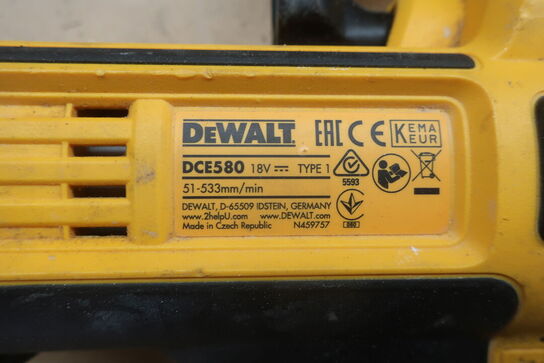 DEWALT EAC CE KEMA KEUR
DCE580 18V TYPE 1
5593
51-533mm/min
DEWALT, D-65509 IDSTEIN, GERMANY
www.2helpU.com www.DEWALT.com
Made in Czech Republic N459757